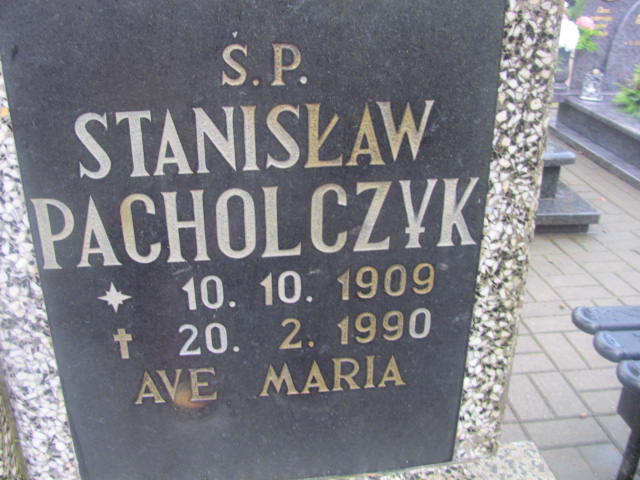 Ś.P.
STANISŁAW
PACHOLCZYK
* 10. 10. 1909
✝ 20. 2. 1990
AVE MARIA